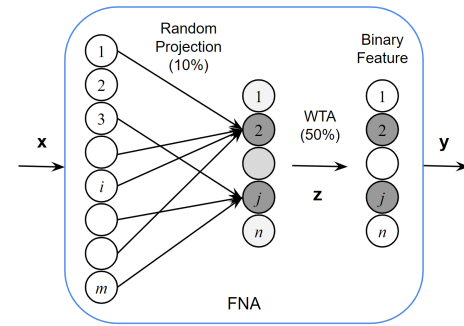 Random
Projection
(10%)
Binary
Feature
1
2
3
i
m
1
2
j
n
WTA
(50%)
1
2
j
n
x
z
y
FNA